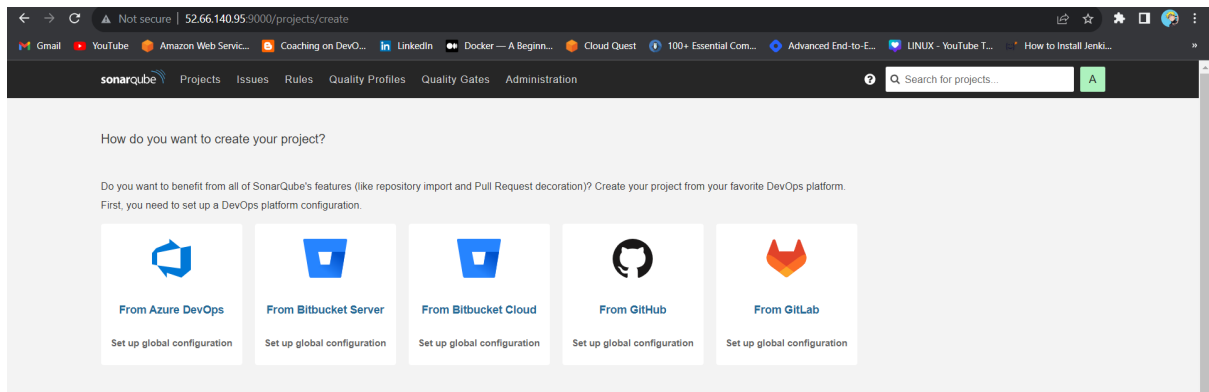 Not secure | 52.66.140.95:9000/projects/create
Gmail YouTube Amazon Web Servic... Coaching on DevO... LinkedIn Docker — A Beginn... Cloud Quest 100+ Essential Com... Advanced End-to-E... LINUX - YouTube T... How to Install Jenki... »
sonarqube Projects Issues Rules Quality Profiles Quality Gates Administration ? Search for projects... A
How do you want to create your project?
Do you want to benefit from all of SonarQube's features (like repository import and Pull Request decoration)? Create your project from your favorite DevOps platform.
First, you need to set up a DevOps platform configuration.
From Azure DevOps From Bitbucket Server From Bitbucket Cloud From GitHub From GitLab
Set up global configuration Set up global configuration Set up global configuration Set up global configuration Set up global configuration